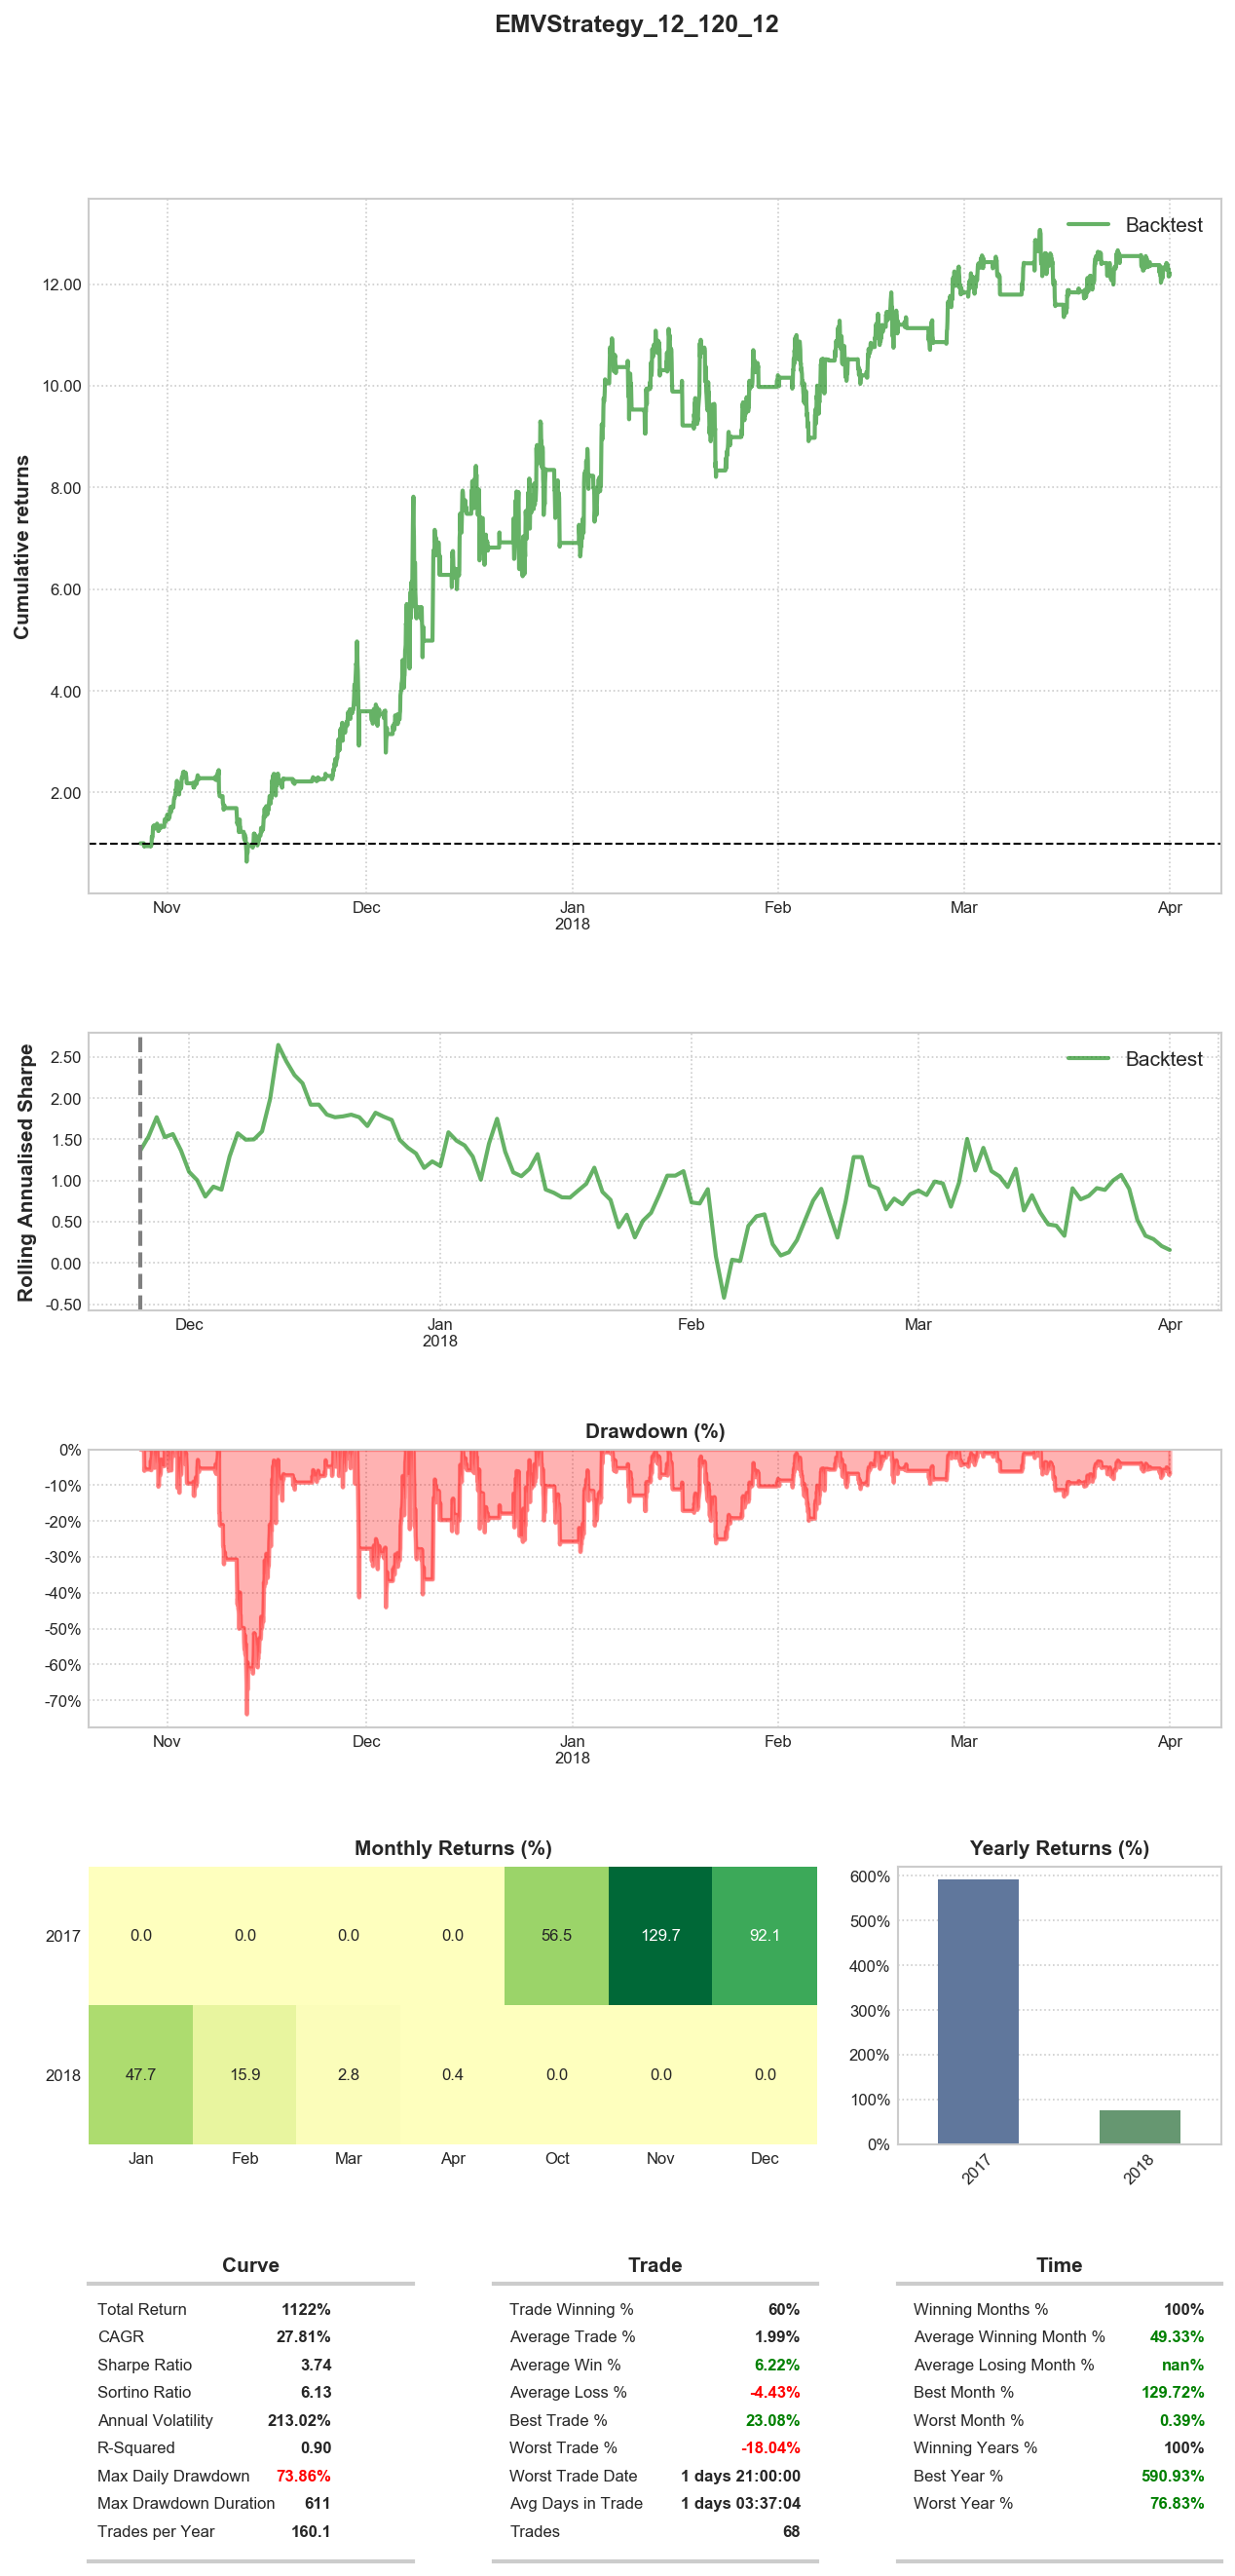 EMVStrategy_12_120_12
Backtest
Cumulative returns
12.00
10.00
8.00
6.00
4.00
2.00
Nov Dec Jan Feb Mar Apr
2018
Backtest
Rolling Annualised Sharpe
2.50
2.00
1.50
1.00
0.50
0.00
-0.50
Dec Jan Feb Mar Apr
2018
Drawdown (%)
0%
-10%
-20%
-30%
-40%
-50%
-60%
-70%
Nov Dec Jan Feb Mar Apr
2018
Monthly Returns (%)
2017 0.0 0.0 0.0 0.0 56.5 129.7 92.1
2018 47.7 15.9 2.8 0.4 0.0 0.0 0.0
Jan Feb Mar Apr Oct Nov Dec
Yearly Returns (%)
600%
500%
400%
300%
200%
100%
0%
2017 2018
Curve
Total Return 1122%
CAGR 27.81%
Sharpe Ratio 3.74
Sortino Ratio 6.13
Annual Volatility 213.02%
R-Squared 0.90
Max Daily Drawdown 73.86%
Max Drawdown Duration 611
Trades per Year 160.1
Trade
Trade Winning % 60%
Average Trade % 1.99%
Average Win % 6.22%
Average Loss % -4.43%
Best Trade % 23.08%
Worst Trade % -18.04%
Worst Trade Date 1 days 21:00:00
Avg Days in Trade 1 days 03:37:04
Trades 68
Time
Winning Months % 100%
Average Winning Month % 49.33%
Average Losing Month % nan%
Best Month % 129.72%
Worst Month % 0.39%
Winning Years % 100%
Best Year % 590.93%
Worst Year % 76.83%